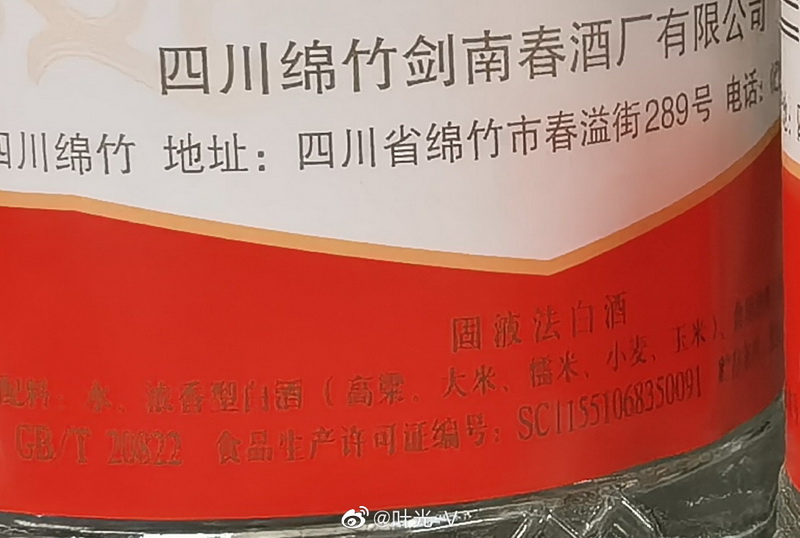 四川绵竹剑南春酒厂有限公司
四川绵竹 地址：四川省绵竹市春溢街289号 电话：
固液法白酒
配料：水、浓香型白酒（高粱、大米、糯米、小麦、玉米）、
GB/T 20822 食品生产许可证编号：SC11551068350091
@叶光-V